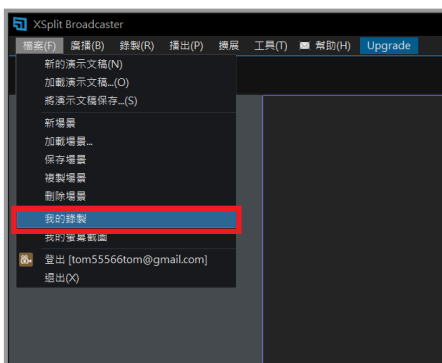 XSplit Broadcaster
檔案(F) 廣播(B) 錄製(R) 播出(P) 擴展 工具(T) 幫助(H) Upgrade
新的演示文稿(N)
加載演示文稿...(O)
將演示文稿保存...(S)
新場景
加載場景...
保存場景
複製場景
刪除場景
我的錄製
我的螢幕截圖
登出 [tom55566tom@gmail.com]
退出(X)